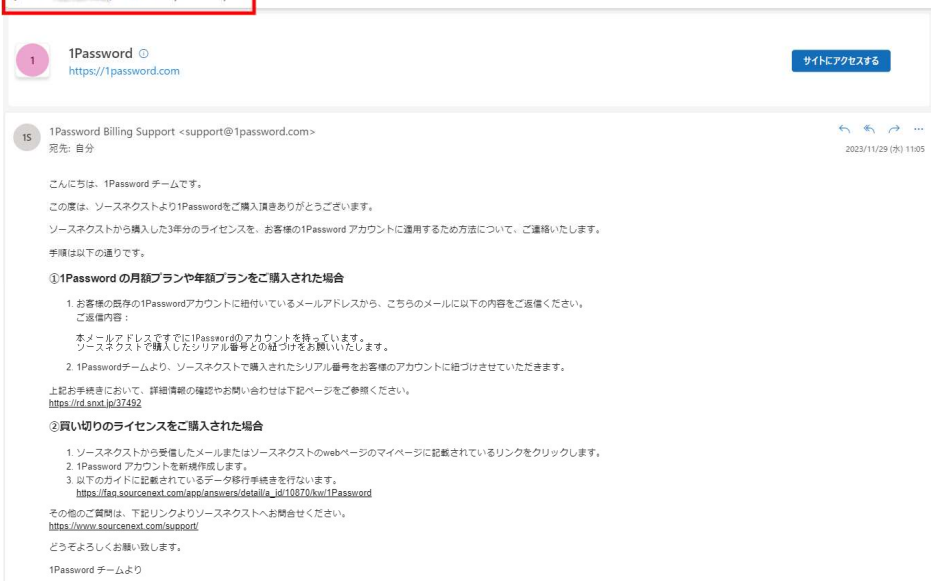 1
1Password
https://1password.com
サイトにアクセスする
1S
1Password Billing Support <support@1password.com>
宛先: 自分
2023/11/29 (水) 11:05
こんにちは、1Password チームです。
この度は、ソースネクストより1Passwordをご購入頂きありがとうございます。
ソースネクストから購入した3年分のライセンスを、お客様の1Password アカウントに適用するため方法について、ご連絡いたします。
手順は以下の通りです。
①1Password の月額プランや年額プランをご購入された場合
1. お客様の既存の1Passwordアカウントに紐付いているメールアドレスから、こちらのメールに以下の内容をご返信ください。
ご返信内容：
本メールアドレスですでに1Passwordのアカウントを持っています。
ソースネクストで購入したシリアル番号との紐づけをお願いいたします。
2. 1Passwordチームより、ソースネクストで購入されたシリアル番号をお客様のアカウントに紐づけさせていただきます。
上記お手続きにおいて、詳細情報の確認やお問い合わせは下記ページをご参照ください。
https://rd.snxt.jp/37492
②買い切りのライセンスをご購入された場合
1. ソースネクストから受信したメールまたはソースネクストのwebページのマイページに記載されているリンクをクリックします。
2. 1Password アカウントを新規作成します。
3. 以下のガイドに記載されているデータ移行手続きを行ないます。
https://faq.sourcenext.com/app/answers/detail/a_id/10870/kw/1Password
その他のご質問は、下記リンクよりソースネクストへお問合せください。
https://www.sourcenext.com/support/
どうぞよろしくお願い致します。
1Password チームより